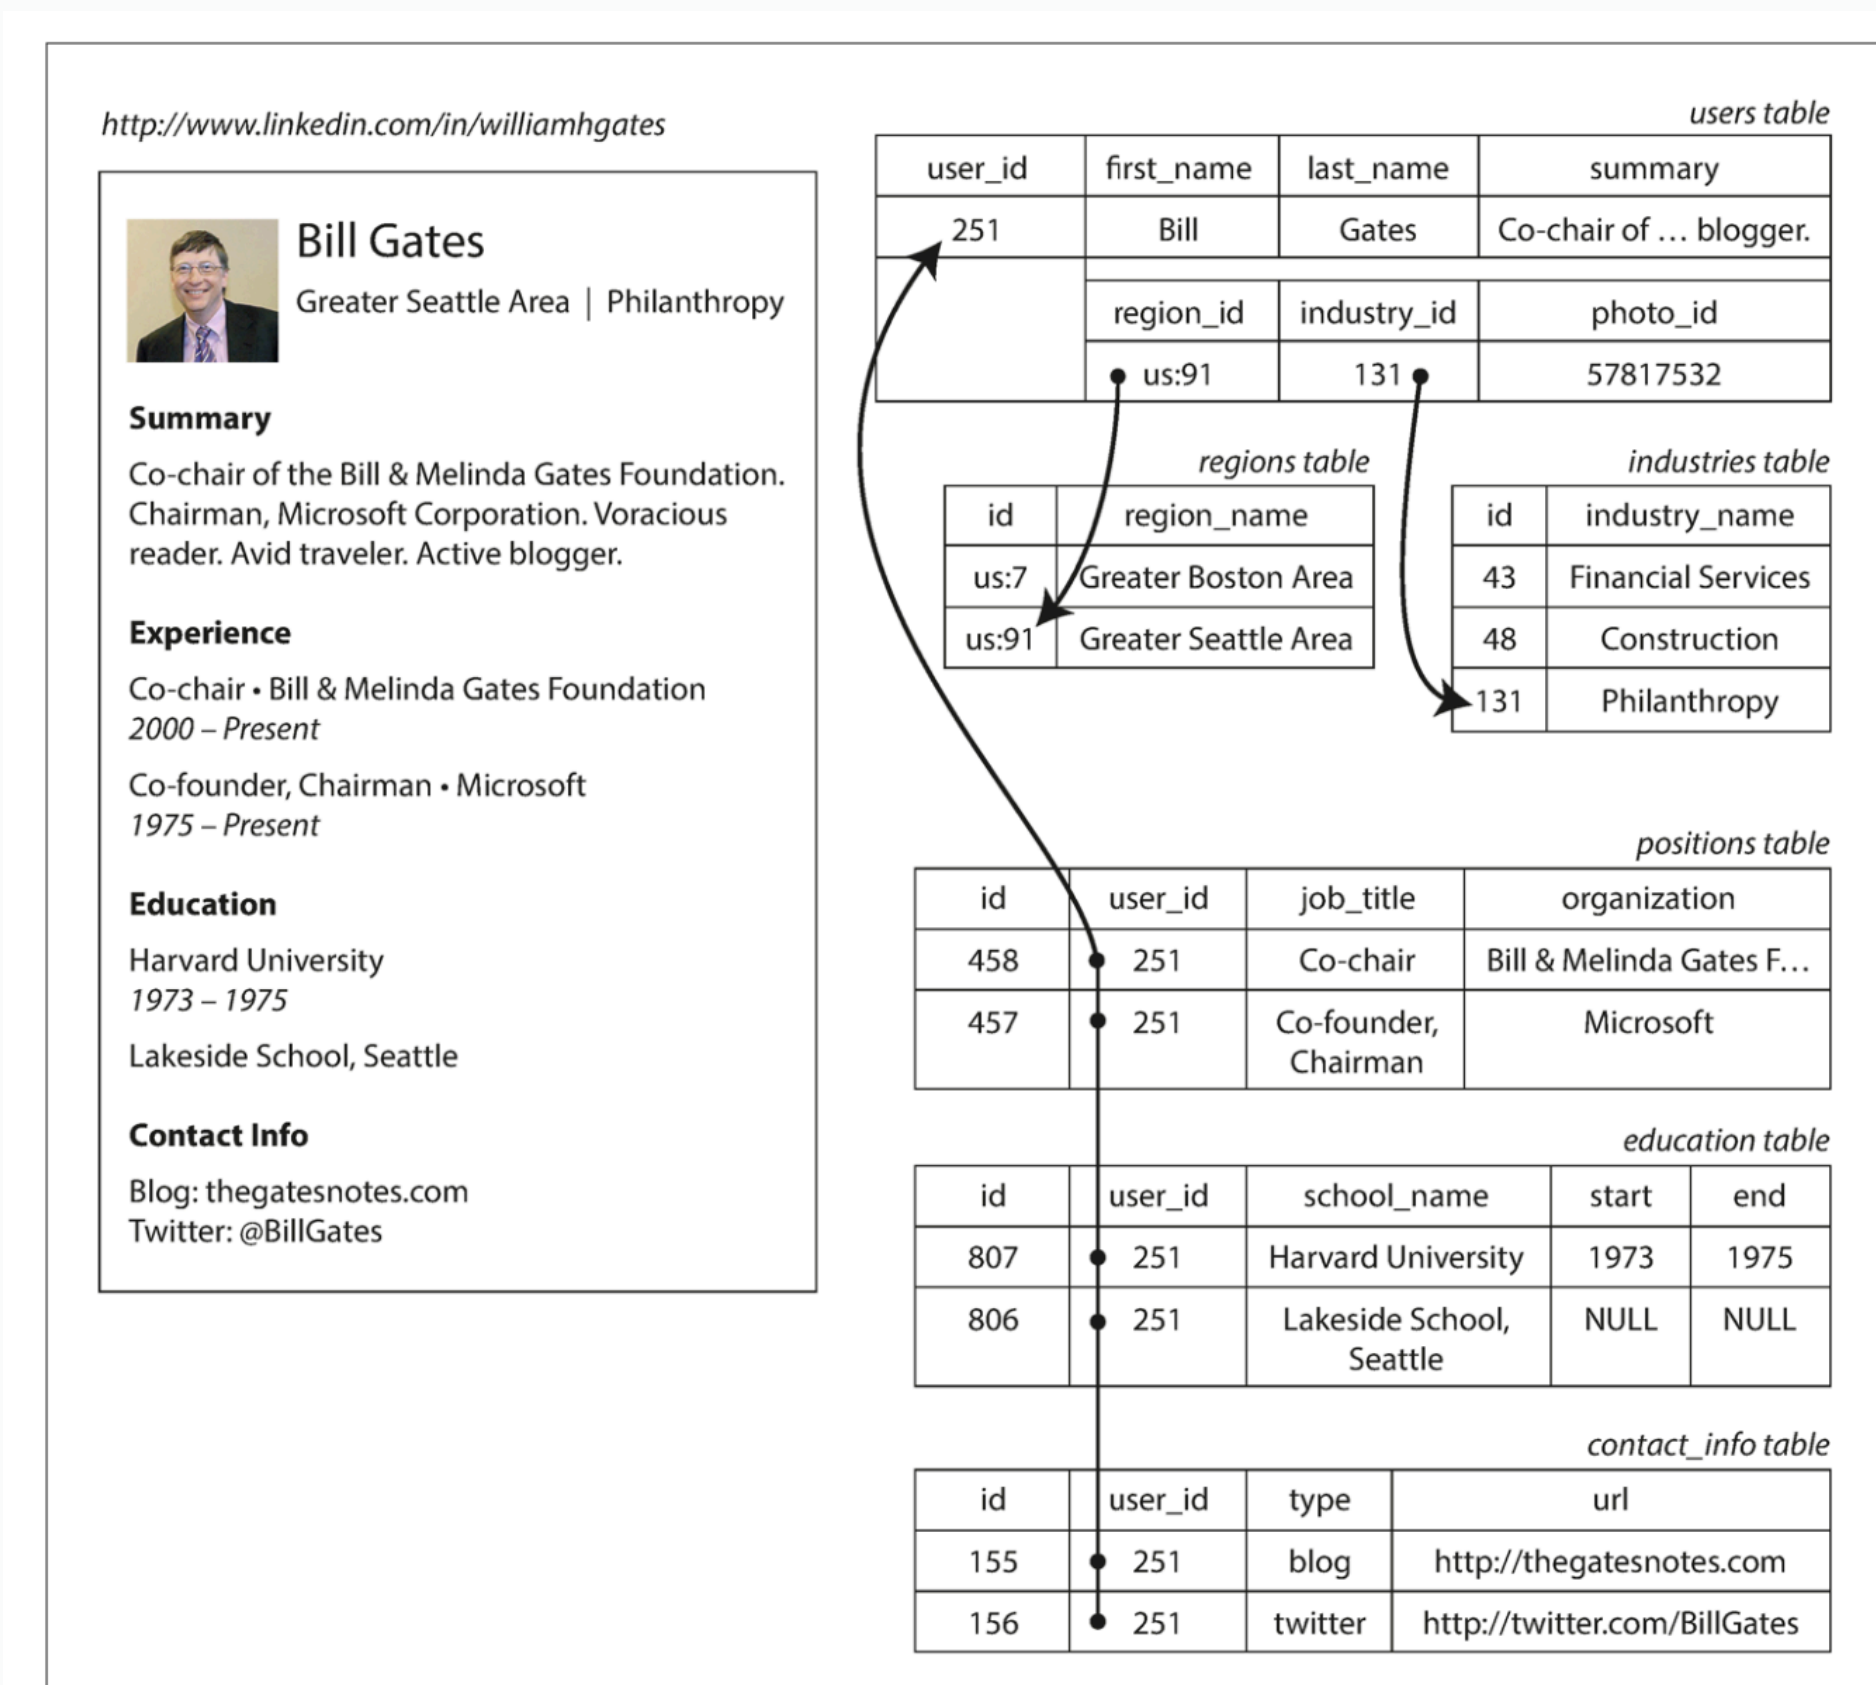 http://www.linkedin.com/in/williamhgates
Bill Gates
Greater Seattle Area | Philanthropy
Summary
Co-chair of the Bill & Melinda Gates Foundation.
Chairman, Microsoft Corporation. Voracious
reader. Avid traveler. Active blogger.
Experience
Co-chair • Bill & Melinda Gates Foundation
2000 – Present
Co-founder, Chairman • Microsoft
1975 – Present
Education
Harvard University
1973 – 1975
Lakeside School, Seattle
Contact Info
Blog: thegatesnotes.com
Twitter: @BillGates
users table
user_id first_name last_name summary
251 Bill Gates Co-chair of … blogger.
region_id industry_id photo_id
us:91 131 57817532
regions table
id region_name
us:7 Greater Boston Area
us:91 Greater Seattle Area
industries table
id industry_name
43 Financial Services
48 Construction
131 Philanthropy
positions table
id user_id job_title organization
458 251 Co-chair Bill & Melinda Gates F…
457 251 Co-founder, Microsoft
Chairman
education table
id user_id school_name start end
807 251 Harvard University 1973 1975
806 251 Lakeside School, NULL NULL
Seattle
contact_info table
id user_id type url
155 251 blog http://thegatesnotes.com
156 251 twitter http://twitter.com/BillGates